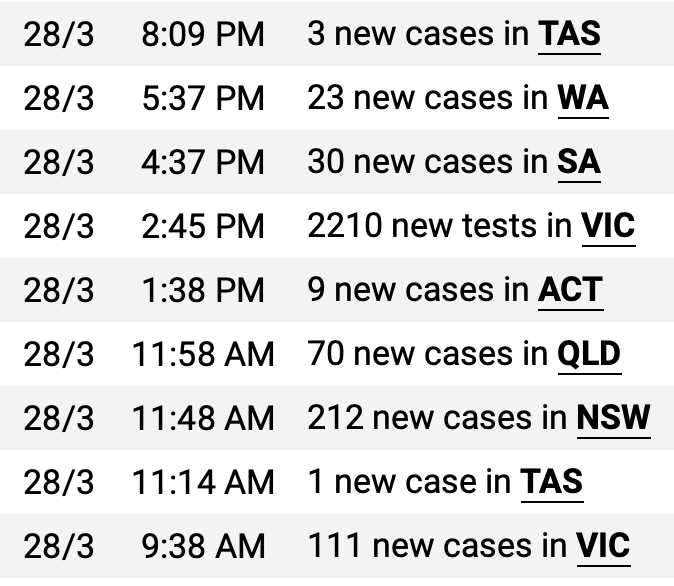 28/3 8:09 PM 3 new cases in TAS
28/3 5:37 PM 23 new cases in WA
28/3 4:37 PM 30 new cases in SA
28/3 2:45 PM 2210 new tests in VIC
28/3 1:38 PM 9 new cases in ACT
28/3 11:58 AM 70 new cases in QLD
28/3 11:48 AM 212 new cases in NSW
28/3 11:14 AM 1 new case in TAS
28/3 9:38 AM 111 new cases in VIC